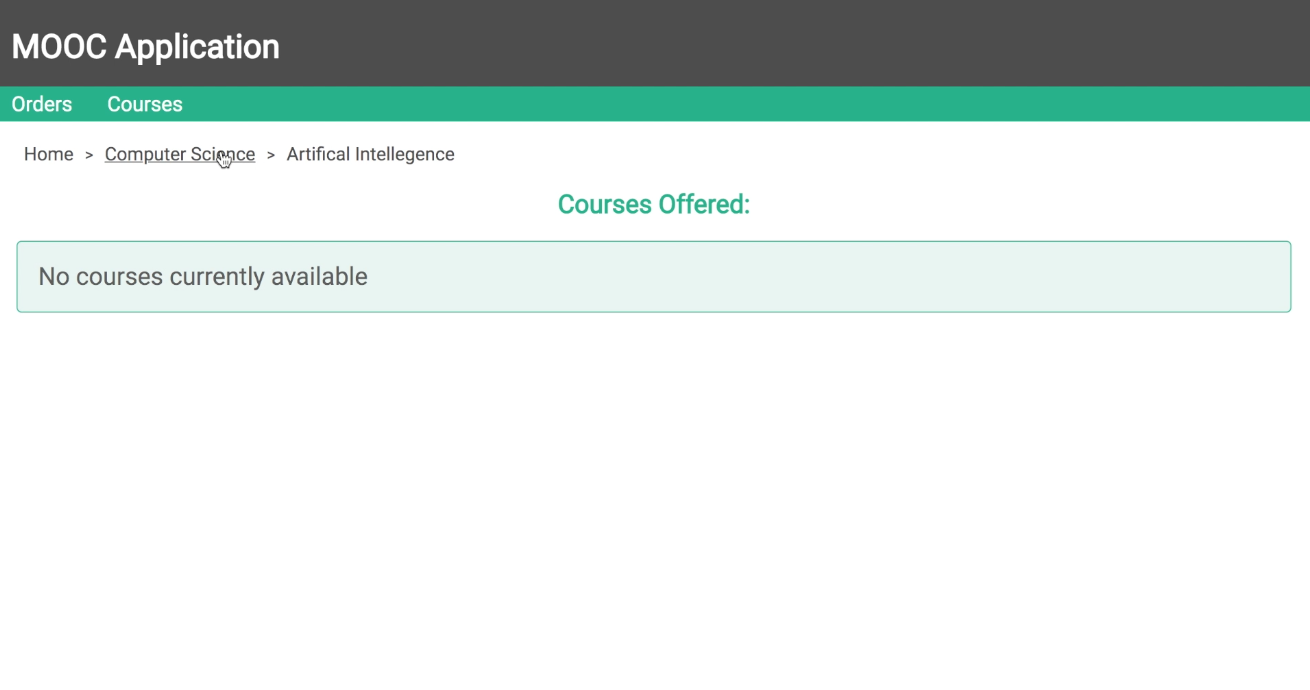 MOOC Application
Orders Courses
Home > Computer Science > Artifical Intellegence
Courses Offered:
No courses currently available